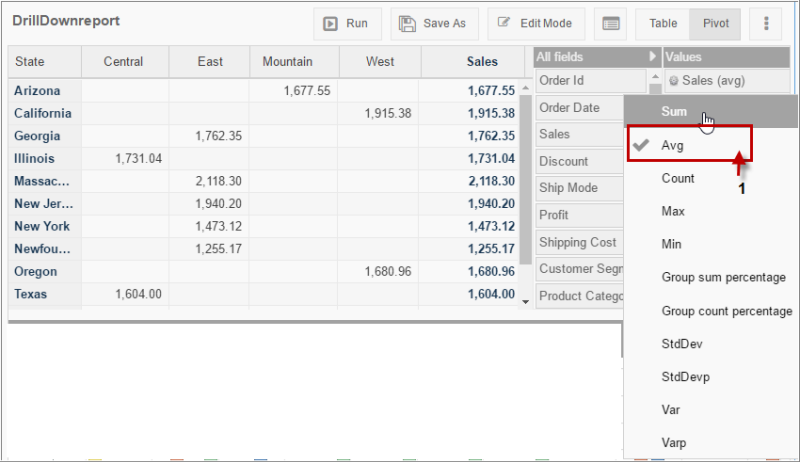 DrillDownreport Run Save As Edit Mode Table Pivot
State Central East Mountain West Sales All fields Values
Arizona 1,677.55 1,677.55 Order Id Sales (avg)
California 1,915.38 1,915.38 Order Date Sum
Georgia 1,762.35 1,762.35 Sales Avg
Illinois 1,731.04 1,731.04 Discount
Massac... 2,118.30 2,118.30 Ship Mode Count
1
New Jer... 1,940.20 1,940.20 Profit Max
New York 1,473.12 1,473.12
Newfou... 1,255.17 1,255.17 Shipping Cost Min
Oregon 1,680.96 1,680.96 Customer Segm Group sum percentage
Texas 1,604.00 1,604.00 Product Catego
Group count percentage
StdDev
StdDevp
Var
Varp